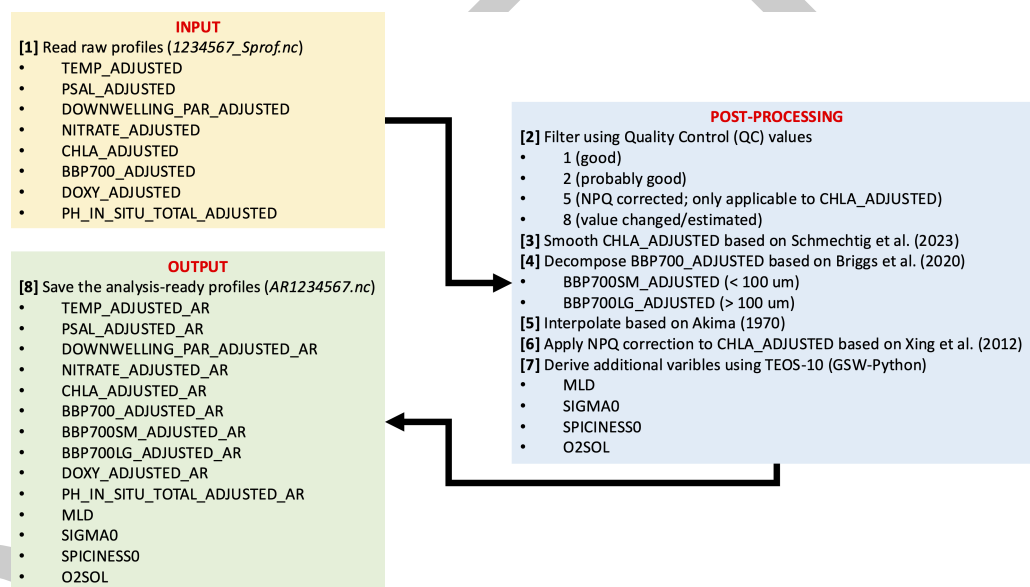 INPUT
[1] Read raw profiles (1234567_Sprof.nc)
• TEMP_ADJUSTED
• PSAL_ADJUSTED
• DOWNWELLING_PAR_ADJUSTED
• NITRATE_ADJUSTED
• CHLA_ADJUSTED
• BBP700_ADJUSTED
• DOXY_ADJUSTED
• PH_IN_SITU_TOTAL_ADJUSTED
POST-PROCESSING
[2] Filter using Quality Control (QC) values
• 1 (good)
• 2 (probably good)
• 5 (NPQ corrected; only applicable to CHLA_ADJUSTED)
• 8 (value changed/estimated)
[3] Smooth CHLA_ADJUSTED based on Schmechtig et al. (2023)
[4] Decompose BBP700_ADJUSTED based on Briggs et al. (2020)
• BBP700SM_ADJUSTED (< 100 um)
• BBP700LG_ADJUSTED (> 100 um)
[5] Interpolate based on Akima (1970)
[6] Apply NPQ correction to CHLA_ADJUSTED based on Xing et al. (2012)
[7] Derive additional varibles using TEOS-10 (GSW-Python)
• MLD
• SIGMA0
• SPICINESS0
• O2SOL
OUTPUT
[8] Save the analysis-ready profiles (AR1234567.nc)
• TEMP_ADJUSTED_AR
• PSAL_ADJUSTED_AR
• DOWNWELLING_PAR_ADJUSTED_AR
• NITRATE_ADJUSTED_AR
• CHLA_ADJUSTED_AR
• BBP700_ADJUSTED_AR
• BBP700SM_ADJUSTED_AR
• BBP700LG_ADJUSTED_AR
• DOXY_ADJUSTED_AR
• PH_IN_SITU_TOTAL_ADJUSTED_AR
• MLD
• SIGMA0
• SPICINESS0
• O2SOL